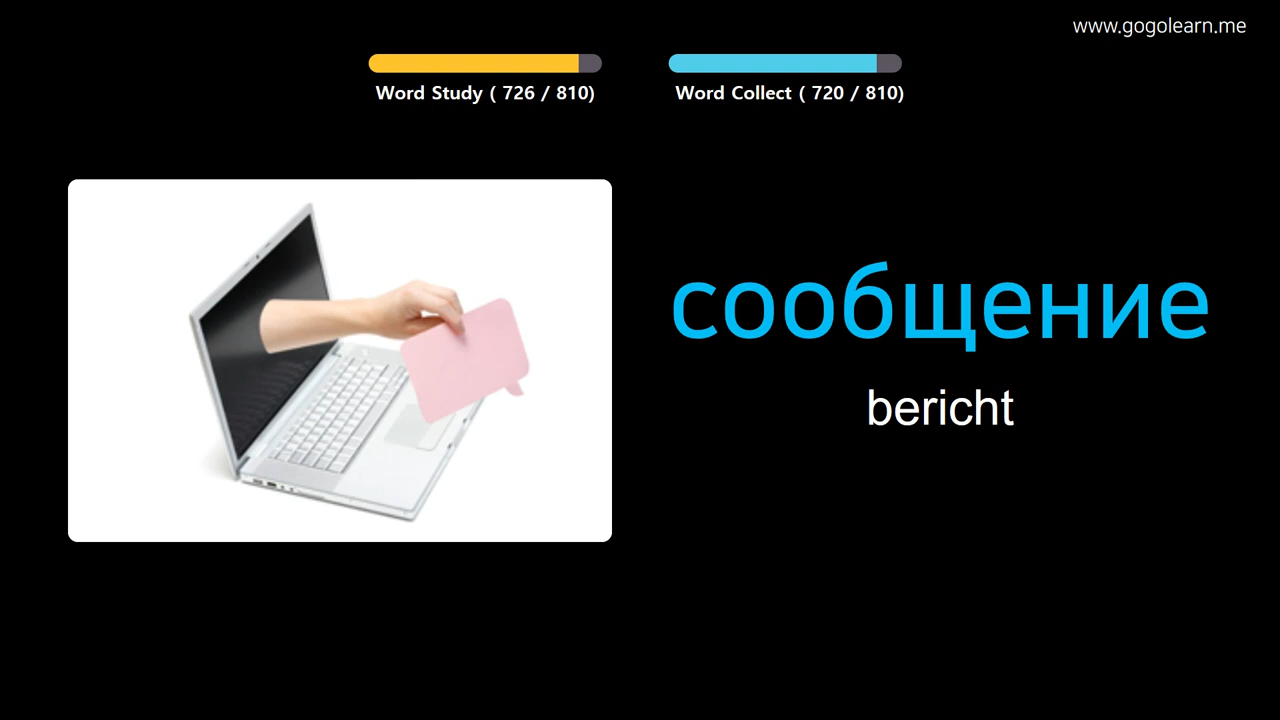 www.gogolearn.me
Word Study ( 726 / 810)
Word Collect ( 720 / 810)
сообщение
bericht